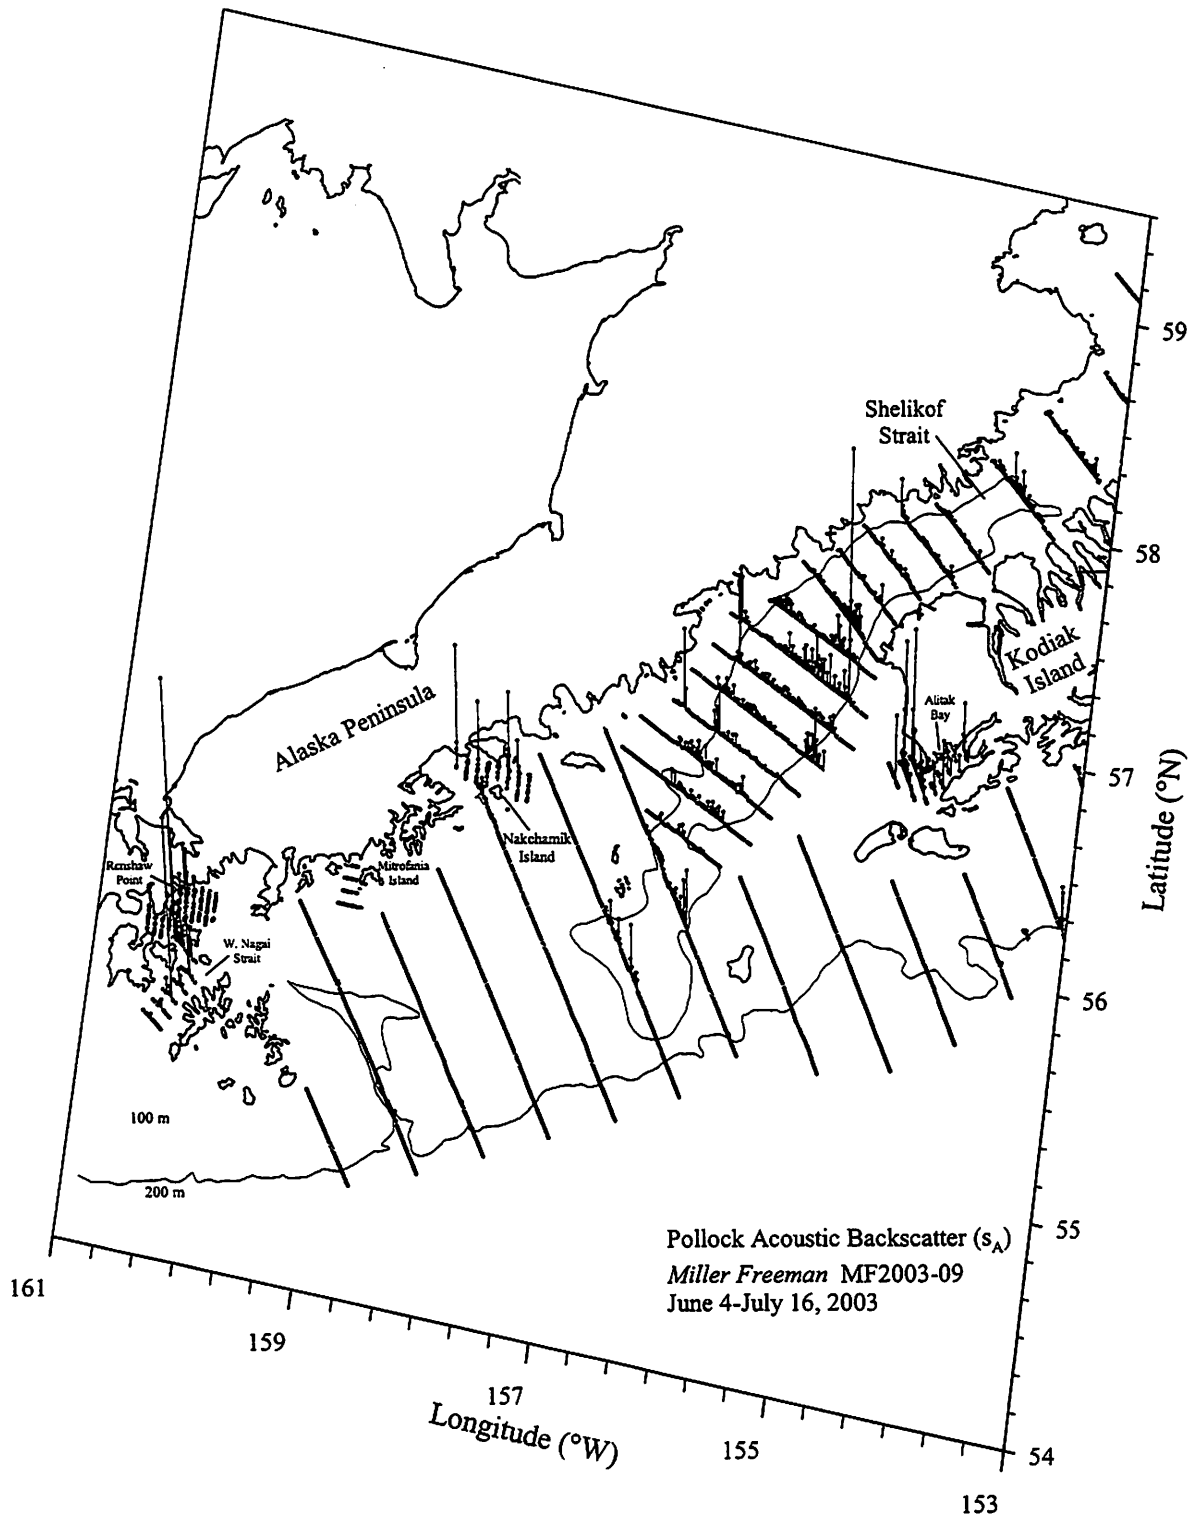 59
Shelikof
Strait
58
Kodiak
Island
Alitak
Bay
Alaska Peninsula
57
Latitude (°N)
Nakchamik
Island
Mitrofania
Island
Renshaw
Point
W. Nagai
Strait
56
100 m
200 m
55
Pollock Acoustic Backscatter (sA)
Miller Freeman MF2003-09
June 4-July 16, 2003
161
159
157
Longitude (°W)
155
54
153